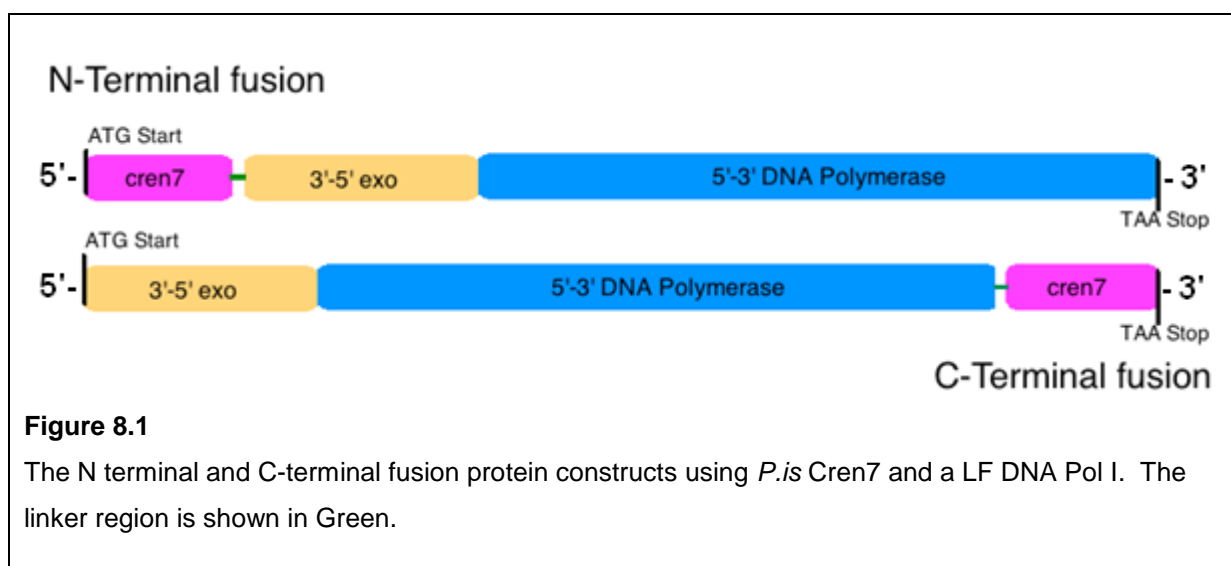 N-Terminal fusion
ATG Start
5'- cren7 3'-5' exo 5'-3' DNA Polymerase - 3'
TAA Stop
ATG Start
5'- 3'-5' exo 5'-3' DNA Polymerase cren7 - 3'
TAA Stop
C-Terminal fusion
Figure 8.1
The N terminal and C-terminal fusion protein constructs using P.is Cren7 and a LF DNA Pol I. The
linker region is shown in Green.